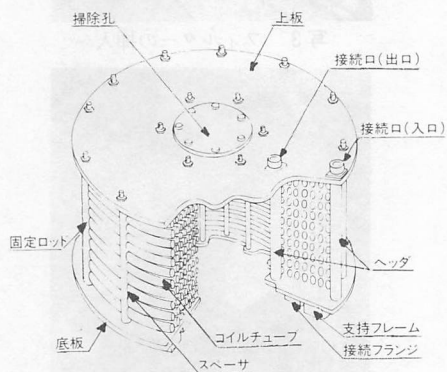 掃除孔
上板
接続口(出口)
接続口(入口)
固定ロット
ヘッダ
底板
コイルチューブ
スペーサ
支持フレーム
接続フランジ